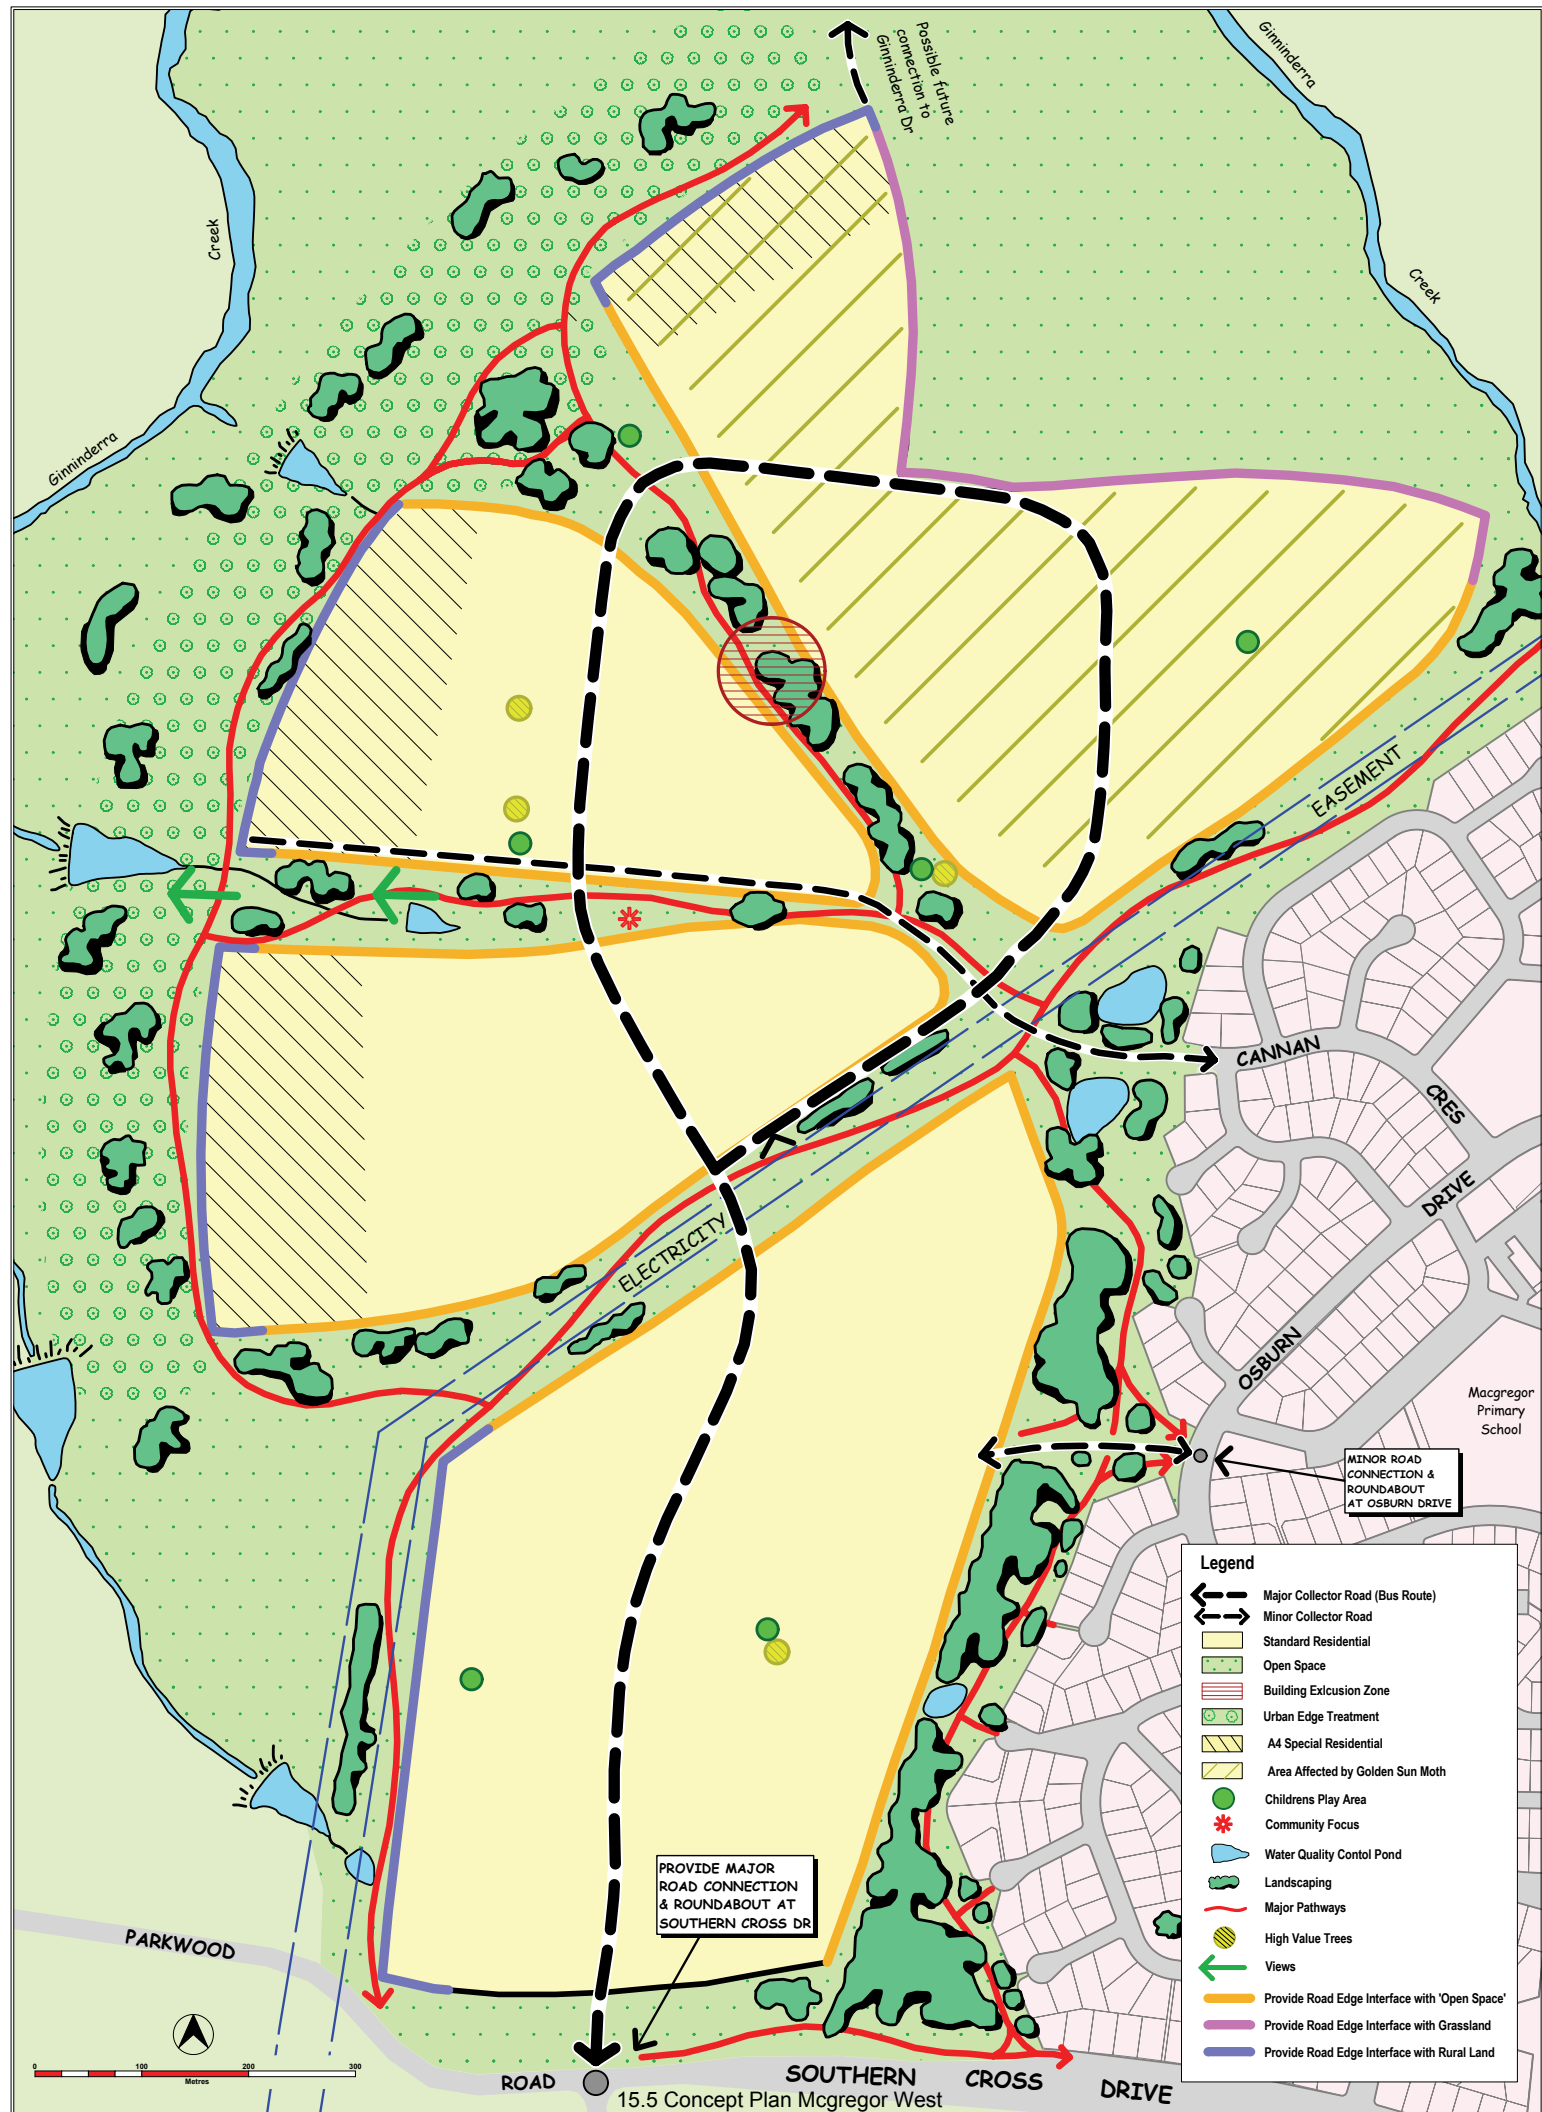 Possible future
connection to
Ginninderra Dr
Ginninderra
Creek
Creek
Ginninderra
EASEMENT
CANNAN
CRES
DRIVE
ELECTRICITY
OSBURN
Macgregor
Primary
School
MINOR ROAD
CONNECTION &
ROUNDABOUT
AT OSBURN DRIVE
Legend
Major Collector Road (Bus Route)
Minor Collector Road
Standard Residential
Open Space
Building Exlcusion Zone
Urban Edge Treatment
A4 Special Residential
Area Affected by Golden Sun Moth
Childrens Play Area
Community Focus
Water Quality Contol Pond
Landscaping
Major Pathways
High Value Trees
Views
Provide Road Edge Interface with 'Open Space'
Provide Road Edge Interface with Grassland
Provide Road Edge Interface with Rural Land
PROVIDE MAJOR
ROAD CONNECTION
& ROUNDABOUT AT
SOUTHERN CROSS DR
PARKWOOD
0 100 200 300
Metres
ROAD
SOUTHERN CROSS DRIVE
15.5 Concept Plan Mcgregor West